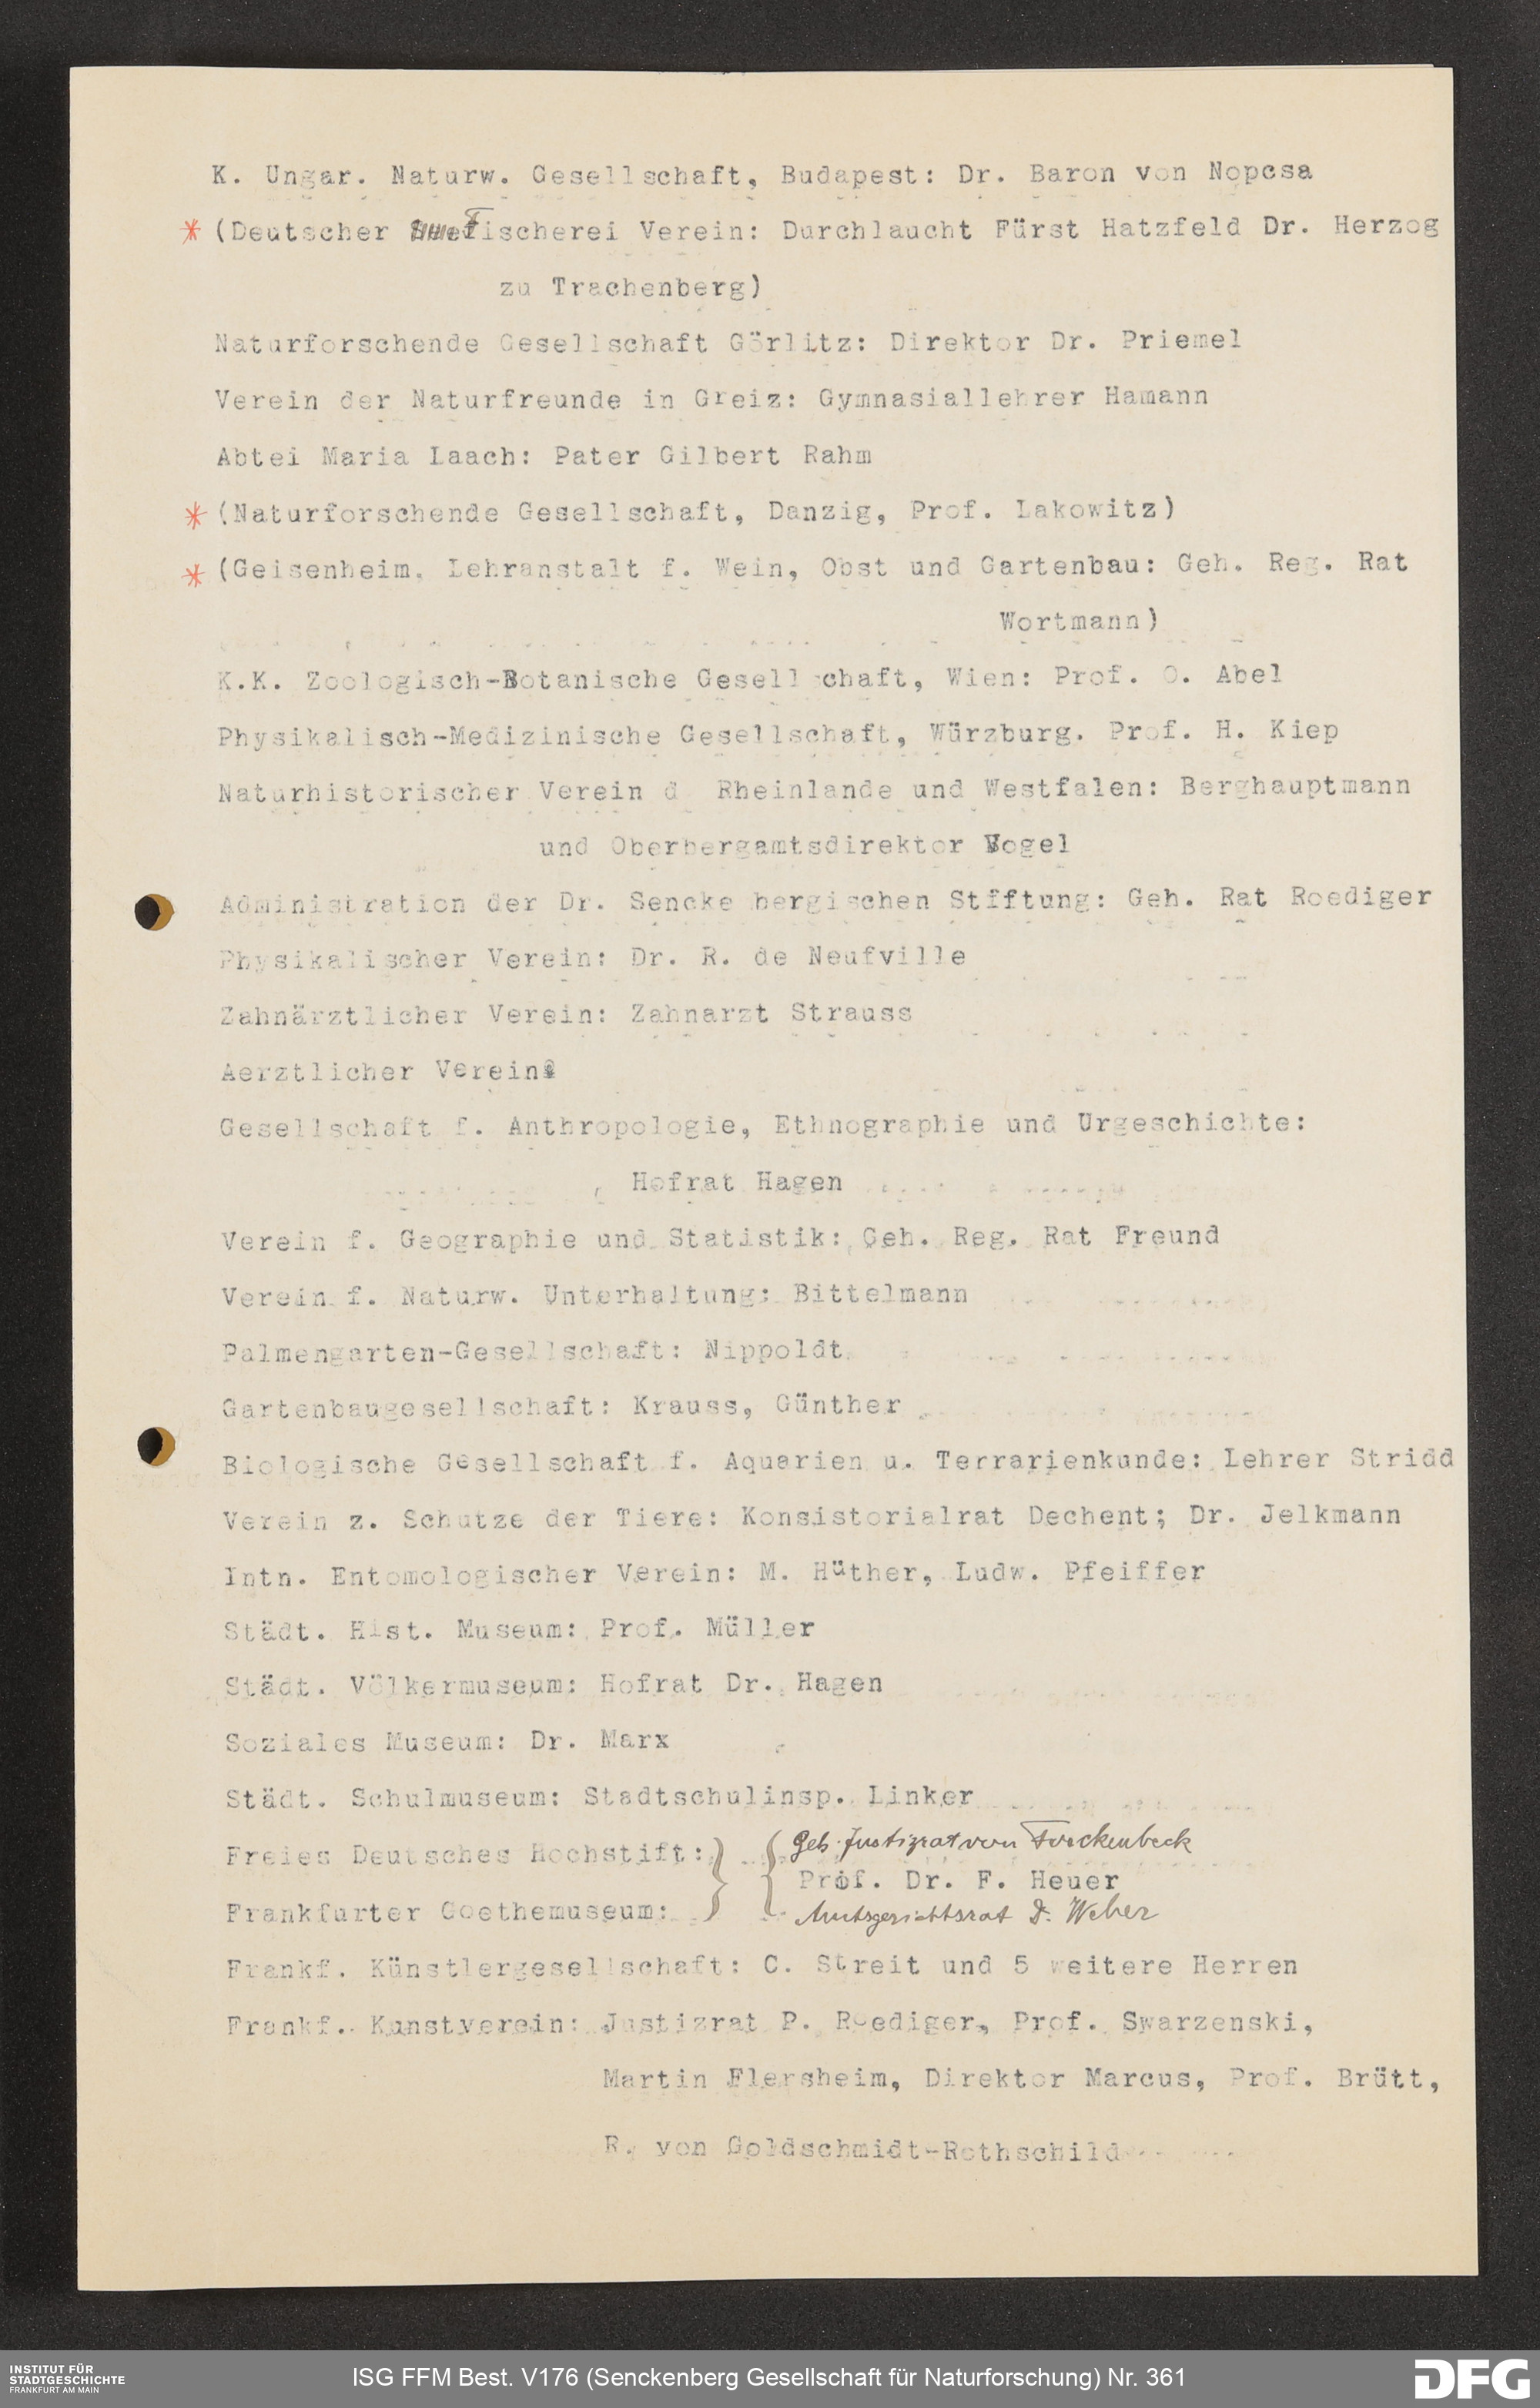 K. Ungar. Naturw. Gesellschaft, Budapest: Dr. Baron von Nopcsa
* (Deutscher Fischerei Verein: Durchlaucht Fürst Hatzfeld Dr. Herzog
zu Trachenberg)
Naturforschende Gesellschaft Görlitz: Direktor Dr. Priemel
Verein der Naturfreunde in Greiz: Gymnasiallehrer Hamann
Abtei Maria Laach: Pater Gilbert Rahm
* (Naturforschende Gesellschaft, Danzig, Prof. Lakowitz)
* (Geisenheim. Lehranstalt f. Wein, Obst und Gartenbau: Geh. Reg. Rat
Wortmann)
K.K. Zoologisch-Botanische Gesellschaft, Wien: Prof. O. Abel
Physikalisch-Medizinische Gesellschaft, Würzburg. Prof. H. Kiep
Naturhistorischer Verein d Rheinlande und Westfalen: Berghauptmann
und Oberbergamtsdirektor Vogel
Administration der Dr. Sencke bergischen Stiftung: Geh. Rat Roediger
Physikalischer Verein: Dr. R. de Neufville
Zahnärztlicher Verein: Zahnarzt Strauss
Aerztlicher Verein:
Gesellschaft f. Anthropologie, Ethnographie und Urgeschichte:
Hofrat Hagen
Verein f. Geographie und Statistik: Geh. Reg. Rat Freund
Verein f. Naturw. Unterhaltung: Bittelmann
Palmengarten-Gesellschaft: Nippoldt
Gartenbaugesellschaft: Krauss, Günther
Biologische Gesellschaft f. Aquarien u. Terrarienkunde: Lehrer Stridd
Verein z. Schutze der Tiere: Konsistorialrat Dechent; Dr. Jelkmann
Intn. Entomologischer Verein: M. Hüther, Ludw. Pfeiffer
Städt. Hist. Museum: Prof. Müller
Städt. Völkermuseum: Hofrat Dr. Hagen
Soziales Museum: Dr. Marx
Städt. Schulmuseum: Stadtschulinsp. Linker
Geh. Justizrat von Forckenbeck
Freies Deutsches Hochstift:
Prof. Dr. F. Heuer
Frankfurter Goethemuseum:
Amtsgerichtsrat Dr. Weber
Frankf. Künstlergesellschaft: C. Streit und 5 weitere Herren
Frankf. Kunstverein: Justizrat P. Roediger, Prof. Swarzenski,
Martin Flersheim, Direktor Marcus, Prof. Brütt,
R. von Goldschmidt-Rothschild
INSTITUT FÜR
STADTGESCHICHTE
FRANKFURT AM MAIN
ISG FFM Best. V176 (Senckenberg Gesellschaft für Naturforschung) Nr. 361
DFG